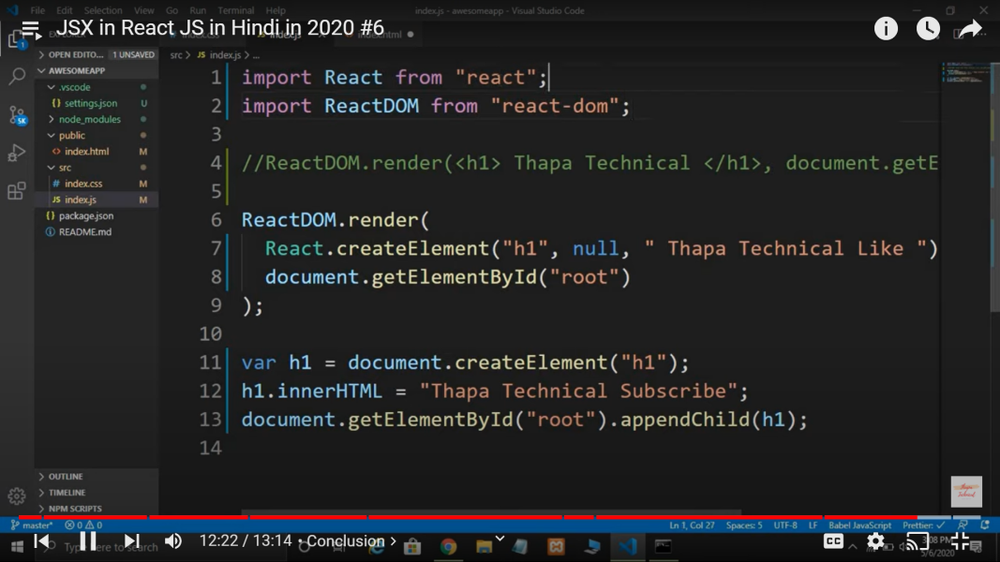 File Edit Selection View Go Run Terminal Help
index.js - awesomeapp - Visual Studio Code
JSX in React JS in Hindi in 2020 #6
OPEN EDITO... 1 UNSAVED
AWESOMEAPP
.vscode
settings.json U
node_modules
public
index.html M
src
index.css M
index.js M
package.json
README.md
OUTLINE
TIMELINE
NPM SCRIPTS
src > JS index.js > ...
1 import React from "react";
2 import ReactDOM from "react-dom";
3
4 //ReactDOM.render(<h1> Thapa Technical </h1>, document.getE
5
6 ReactDOM.render(
7 React.createElement("h1", null, " Thapa Technical Like ")
8 document.getElementById("root")
9 );
10
11 var h1 = document.createElement("h1");
12 h1.innerHTML = "Thapa Technical Subscribe";
13 document.getElementById("root").appendChild(h1);
14
master* 0 0 Ln 1, Col 27 Spaces: 5 UTF-8 LF Babel JavaScript Prettier: ✓
12:22 / 13:14 • Conclusion >
Type here to search
CC
5/6/2020